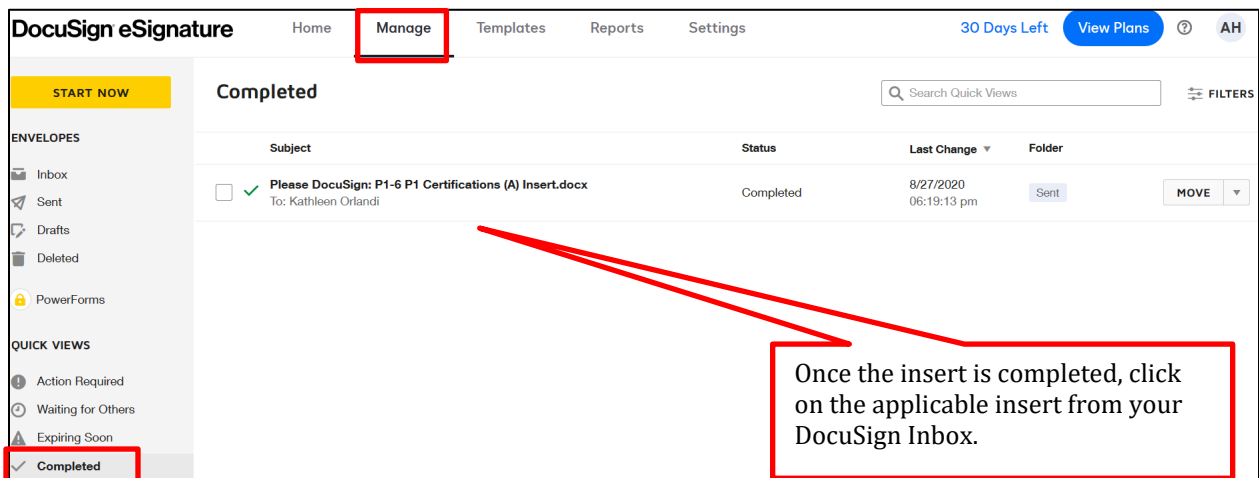 DocuSign eSignature Home Manage Templates Reports Settings 30 Days Left View Plans ? AH
START NOW
Completed
Search Quick Views
FILTERS
ENVELOPES
Subject Status Last Change ▼ Folder
Inbox
Please DocuSign: P1-6 P1 Certifications (A) Insert.docx
To: Kathleen Orlandi
Completed
8/27/2020
06:19:13 pm
Sent
MOVE
Sent
Drafts
Deleted
PowerForms
QUICK VIEWS
Action Required
Waiting for Others
Expiring Soon
Completed
Once the insert is completed, click
on the applicable insert from your
DocuSign Inbox.